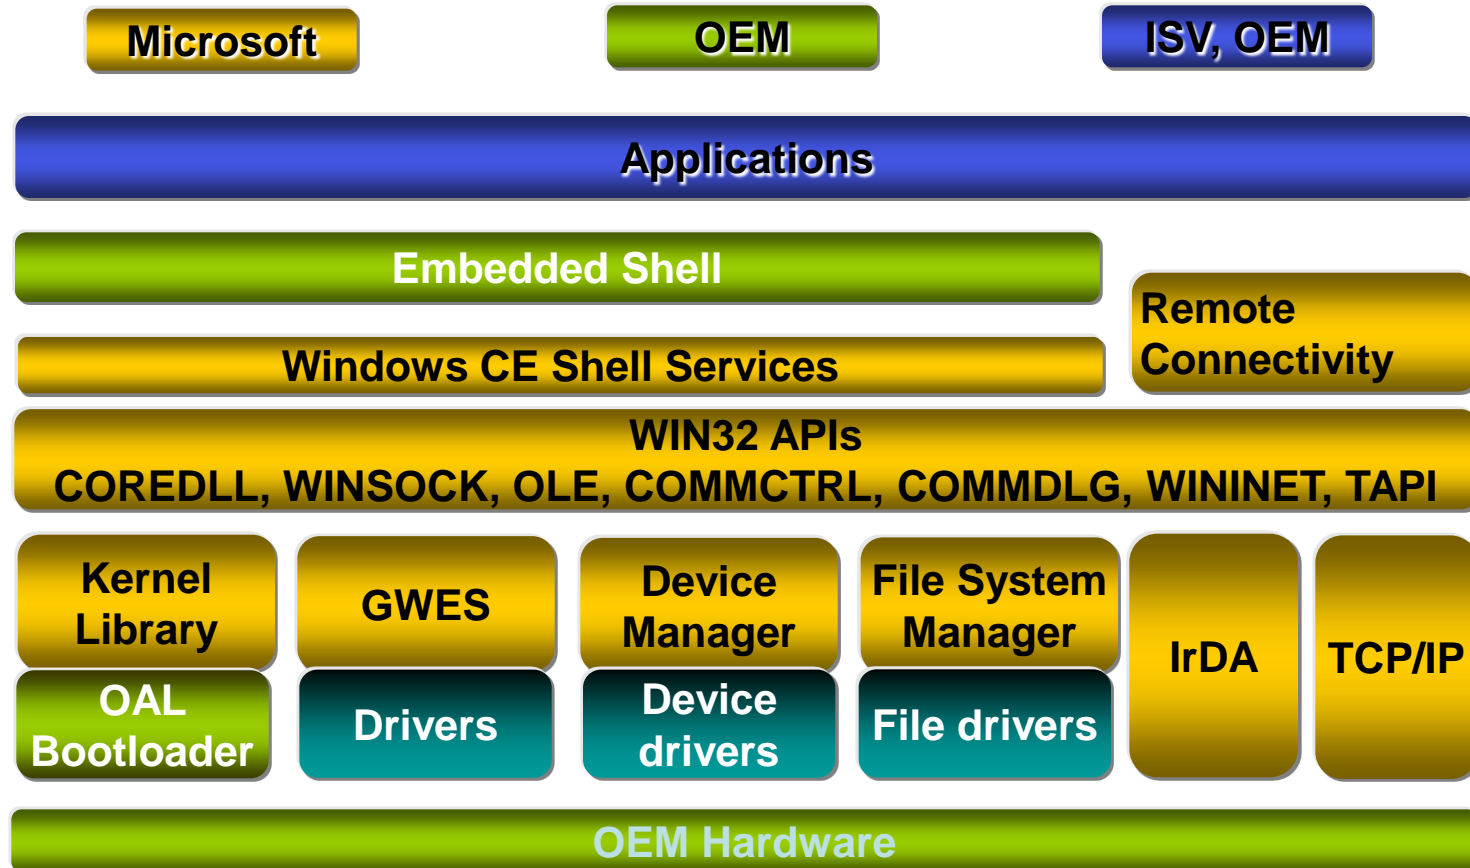 Microsoft
OEM
ISV, OEM
Applications
Embedded Shell
Remote
Connectivity
Windows CE Shell Services
WIN32 APIs
COREDLL, WINSOCK, OLE, COMMCTRL, COMMDLG, WININET, TAPI
Kernel
Library
GWES
Device
Manager
File System
Manager
IrDA
TCP/IP
OAL
Bootloader
Drivers
Device
drivers
File drivers
OEM Hardware